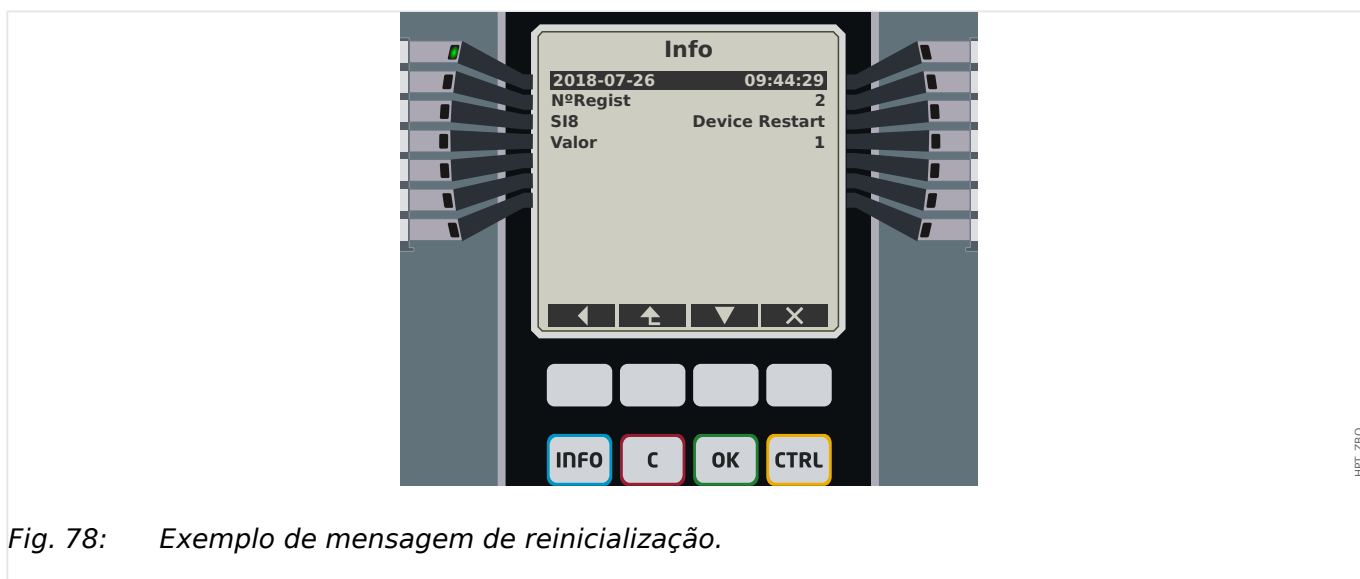 Info
2018-07-26 09:44:29
NºRegist 2
SI8 Device Restart
Valor 1
INFO C OK CTRL
HPT_ZBQ
Fig. 78: Exemplo de mensagem de reinicialização.